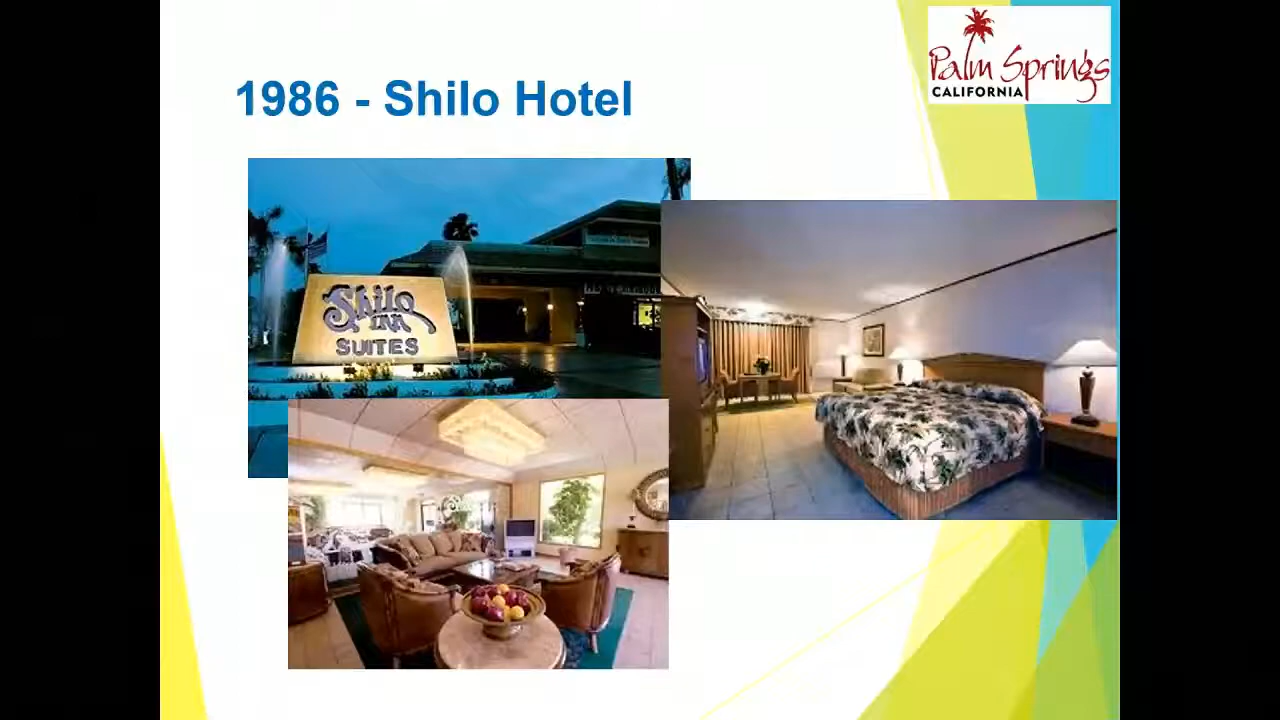 Palm Springs
CALIFORNIA
1986 - Shilo Hotel
Shilo
INN
SUITES